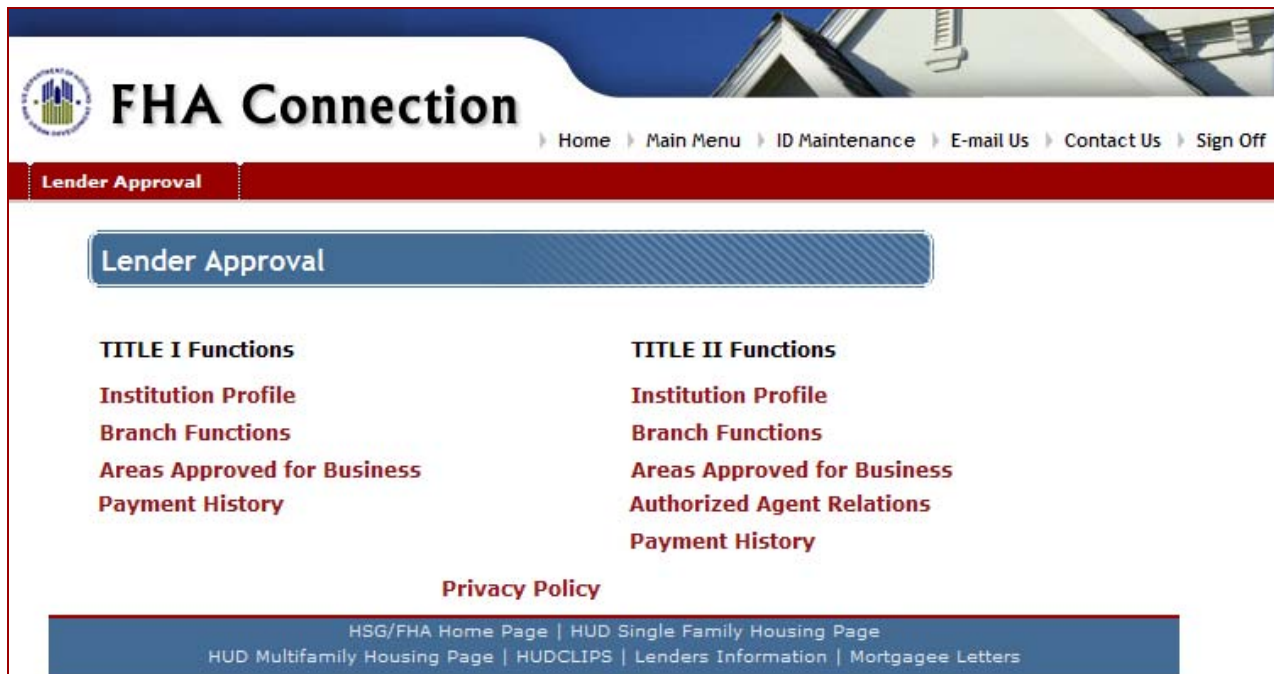 FHA Connection
Home Main Menu ID Maintenance E-mail Us Contact Us Sign Off
Lender Approval
Lender Approval
TITLE I Functions
Institution Profile
Branch Functions
Areas Approved for Business
Payment History
TITLE II Functions
Institution Profile
Branch Functions
Areas Approved for Business
Authorized Agent Relations
Payment History
Privacy Policy
HSG/FHA Home Page | HUD Single Family Housing Page
HUD Multifamily Housing Page | HUDCLIPS | Lenders Information | Mortgagee Letters